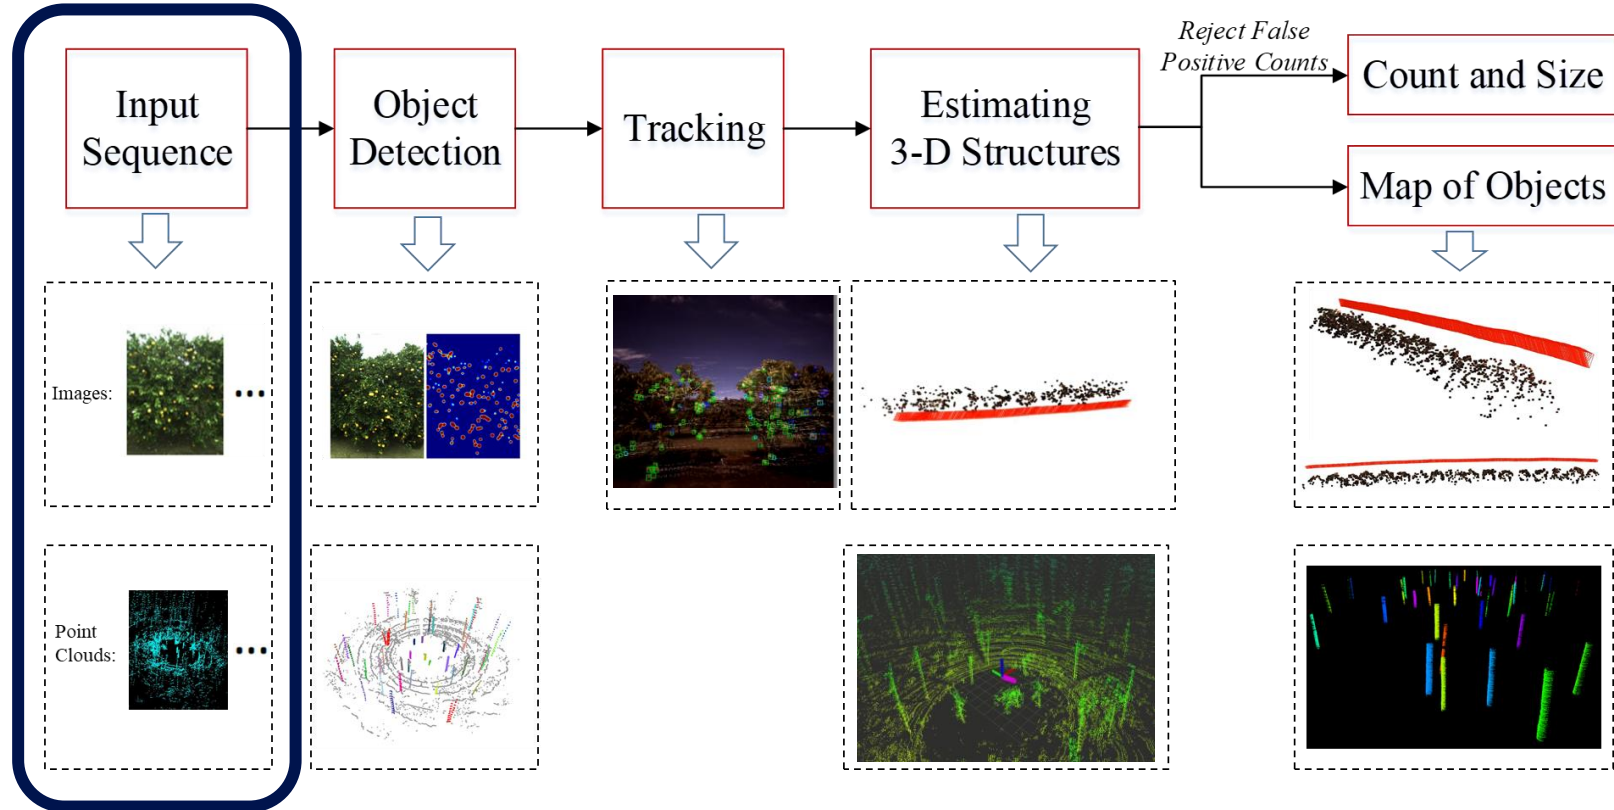 Input
Sequence
Object
Detection
Tracking
Estimating
3-D Structures
Reject False
Positive Counts
Count and Size
Map of Objects
Images:
...
Point
Clouds:
...